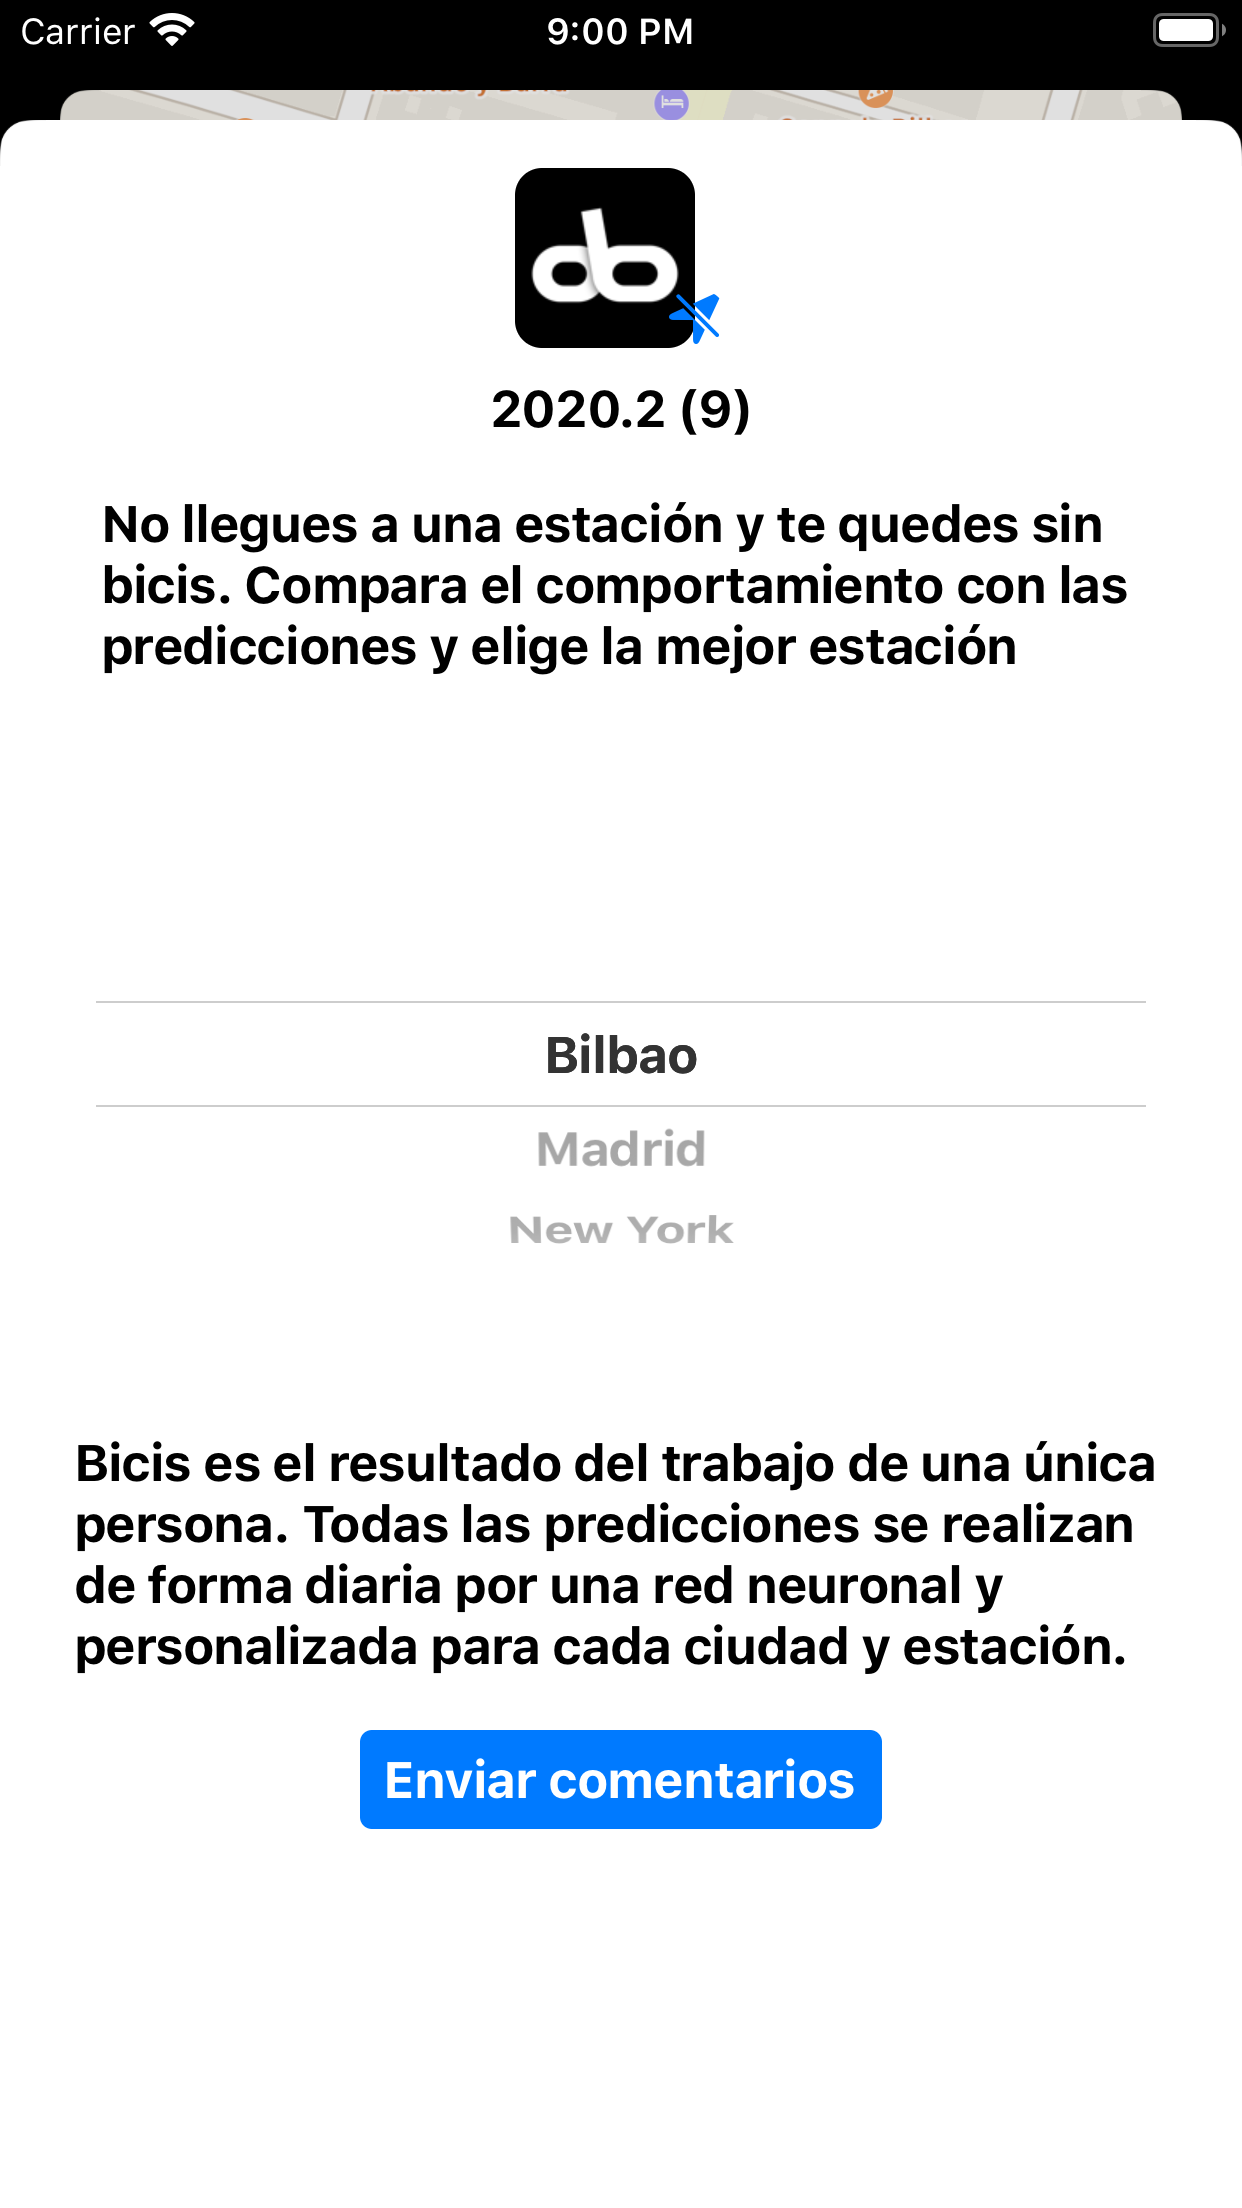 Carrier
9:00 PM
2020.2 (9)
No llegues a una estación y te quedes sin
bicis. Compara el comportamiento con las
predicciones y elige la mejor estación
Bilbao
Madrid
New York
Bicis es el resultado del trabajo de una única
persona. Todas las predicciones se realizan
de forma diaria por una red neuronal y
personalizada para cada ciudad y estación.
Enviar comentarios